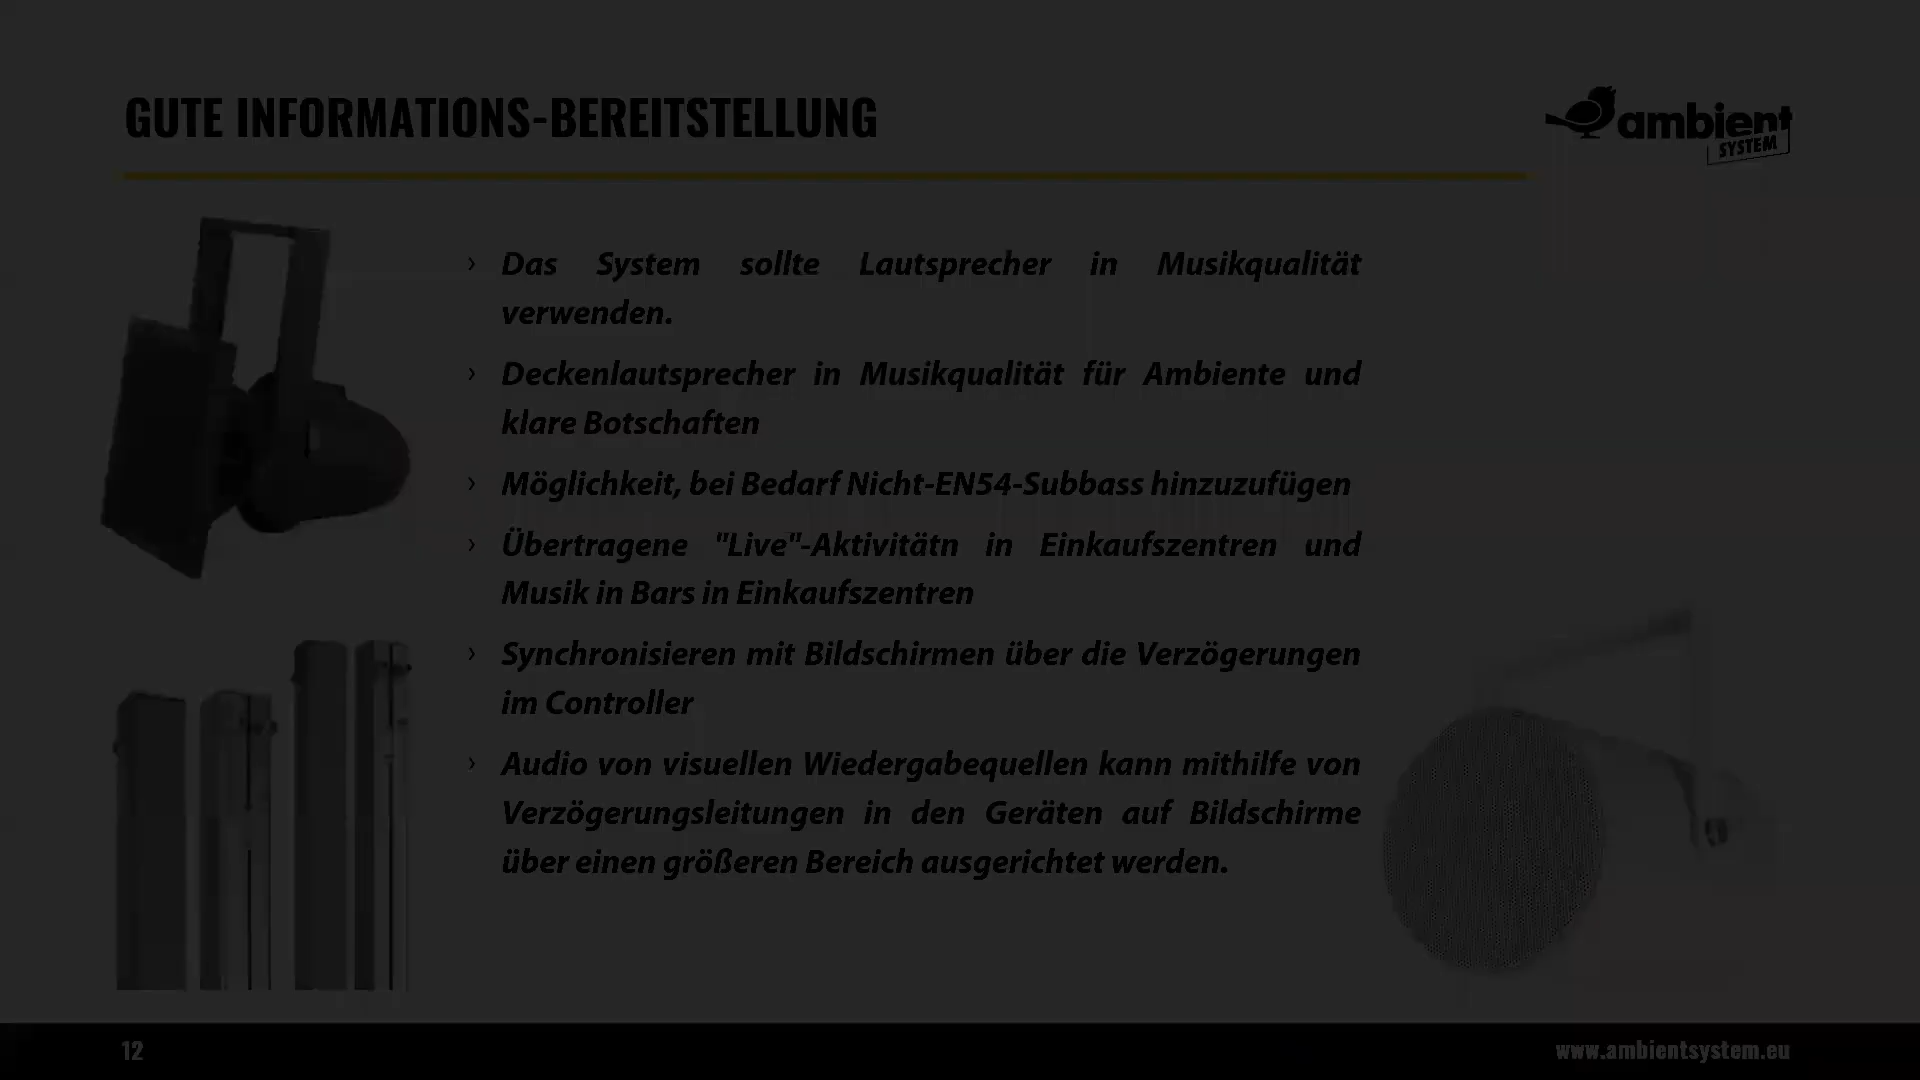 GUTE INFORMATIONS-BEREITSTELLUNG
ambient
SYSTEM
› Das System sollte Lautsprecher in Musikqualität
verwenden.
› Deckenlautsprecher in Musikqualität für Ambiente und
klare Botschaften
› Möglichkeit, bei Bedarf Nicht-EN54-Subbass hinzuzufügen
› Übertragene "Live"-Aktivitätn in Einkaufszentren und
Musik in Bars in Einkaufszentren
› Synchronisieren mit Bildschirmen über die Verzögerungen
im Controller
› Audio von visuellen Wiedergabequellen kann mithilfe von
Verzögerungsleitungen in den Geräten auf Bildschirme
über einen größeren Bereich ausgerichtet werden.
12
www.ambientsystem.eu